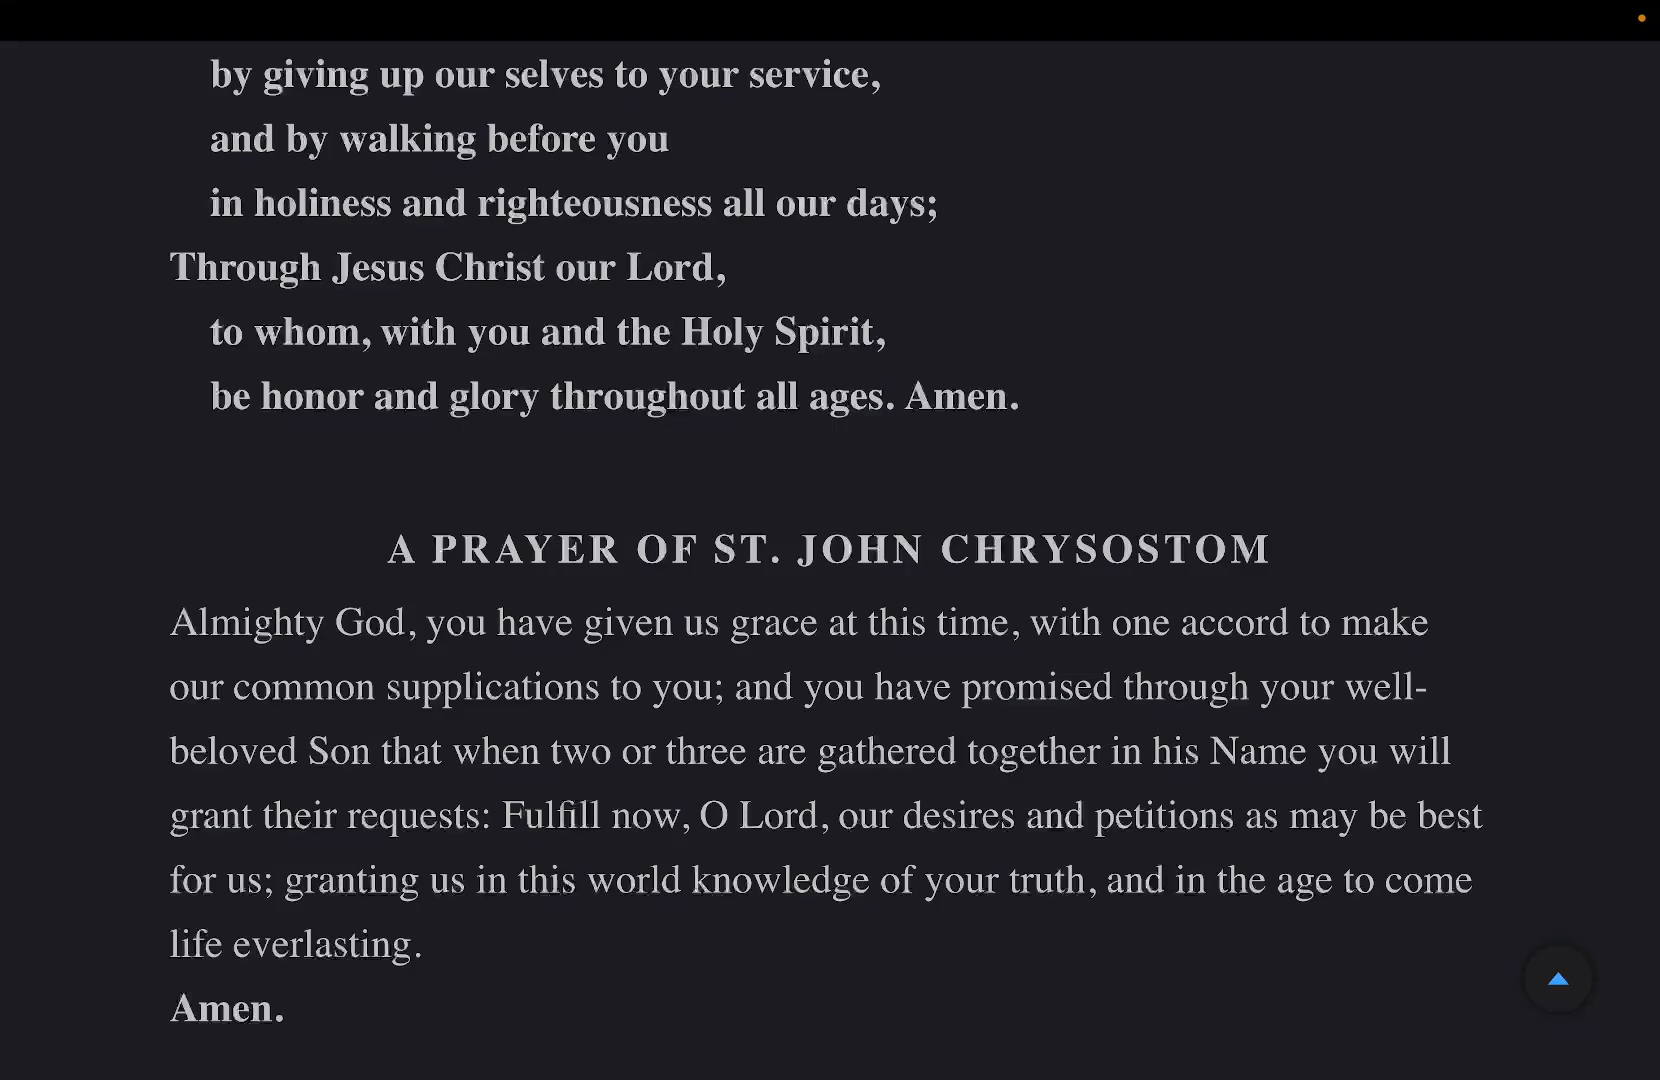 by giving up our selves to your service,
and by walking before you
in holiness and righteousness all our days;
Through Jesus Christ our Lord,
to whom, with you and the Holy Spirit,
be honor and glory throughout all ages. Amen.
A PRAYER OF ST. JOHN CHRYSOSTOM
Almighty God, you have given us grace at this time, with one accord to make
our common supplications to you; and you have promised through your well-
beloved Son that when two or three are gathered together in his Name you will
grant their requests: Fulfill now, O Lord, our desires and petitions as may be best
for us; granting us in this world knowledge of your truth, and in the age to come
life everlasting.
Amen.